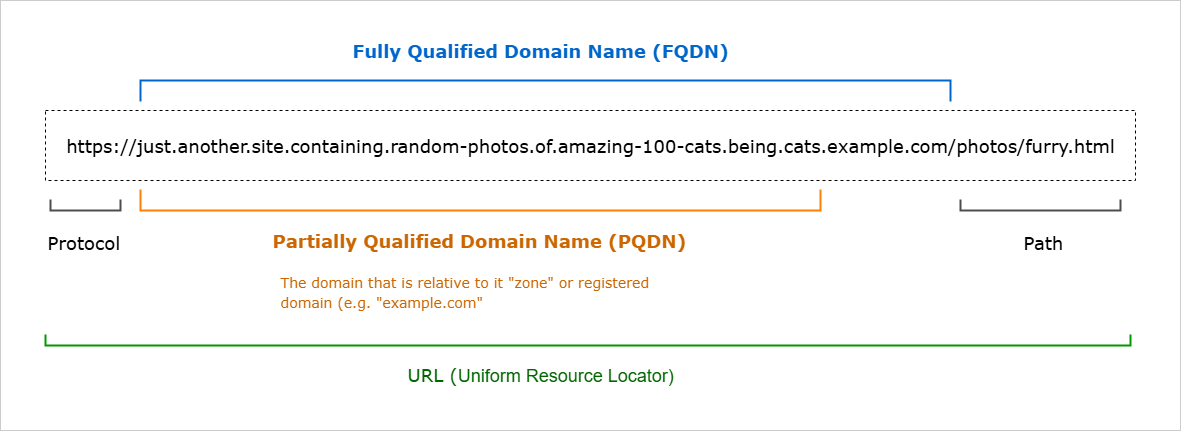 Fully Qualified Domain Name (FQDN)
https://just.another.site.containing.random-photos.of.amazing-100-cats.being.cats.example.com/photos/furry.html
Protocol
Path
Partially Qualified Domain Name (PQDN)
The domain that is relative to it "zone" or registered
domain (e.g. "example.com"
URL (Uniform Resource Locator)